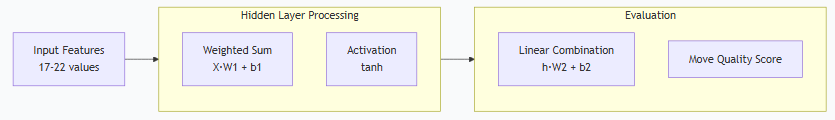 Hidden Layer Processing
Evaluation
Input Features
17-22 values
Weighted Sum
X·W1 + b1
Activation
tanh
Linear Combination
h·W2 + b2
Move Quality Score